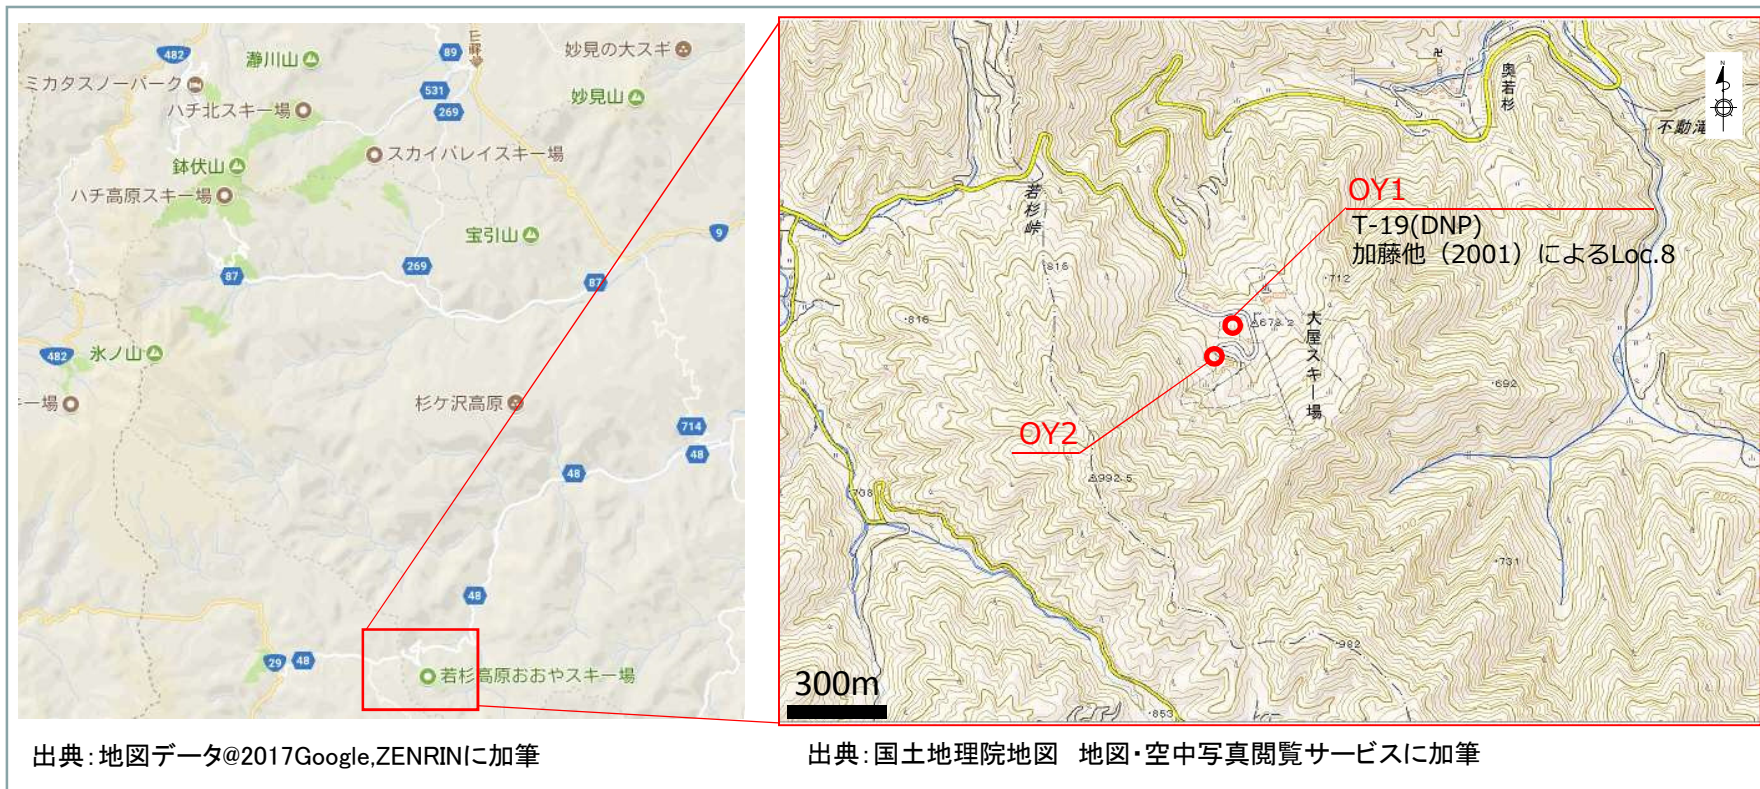 482
瀞川山
89
妙見の大スギ
ミカタスノーパーク
531
妙見山
ハチ北スキー場
269
スカイバレイスキー場
鉢伏山
ハチ高原スキー場
宝引山
9
269
87
87
482
氷ノ山
ー場
杉ケ沢高原
714
48
48
48
29
48
若杉高原おおやスキー場
出典：地図データ@2017Google,ZENRINに加筆
奥若杉
N
不動滝
若杉峠
OY1
T-19(DNP)
加藤他（2001）によるLoc.8
816
712
816
673.2
大屋スキー場
692
OY2
992.5
708
731
982
300m
853
出典：国土地理院地図　地図・空中写真閲覧サービスに加筆